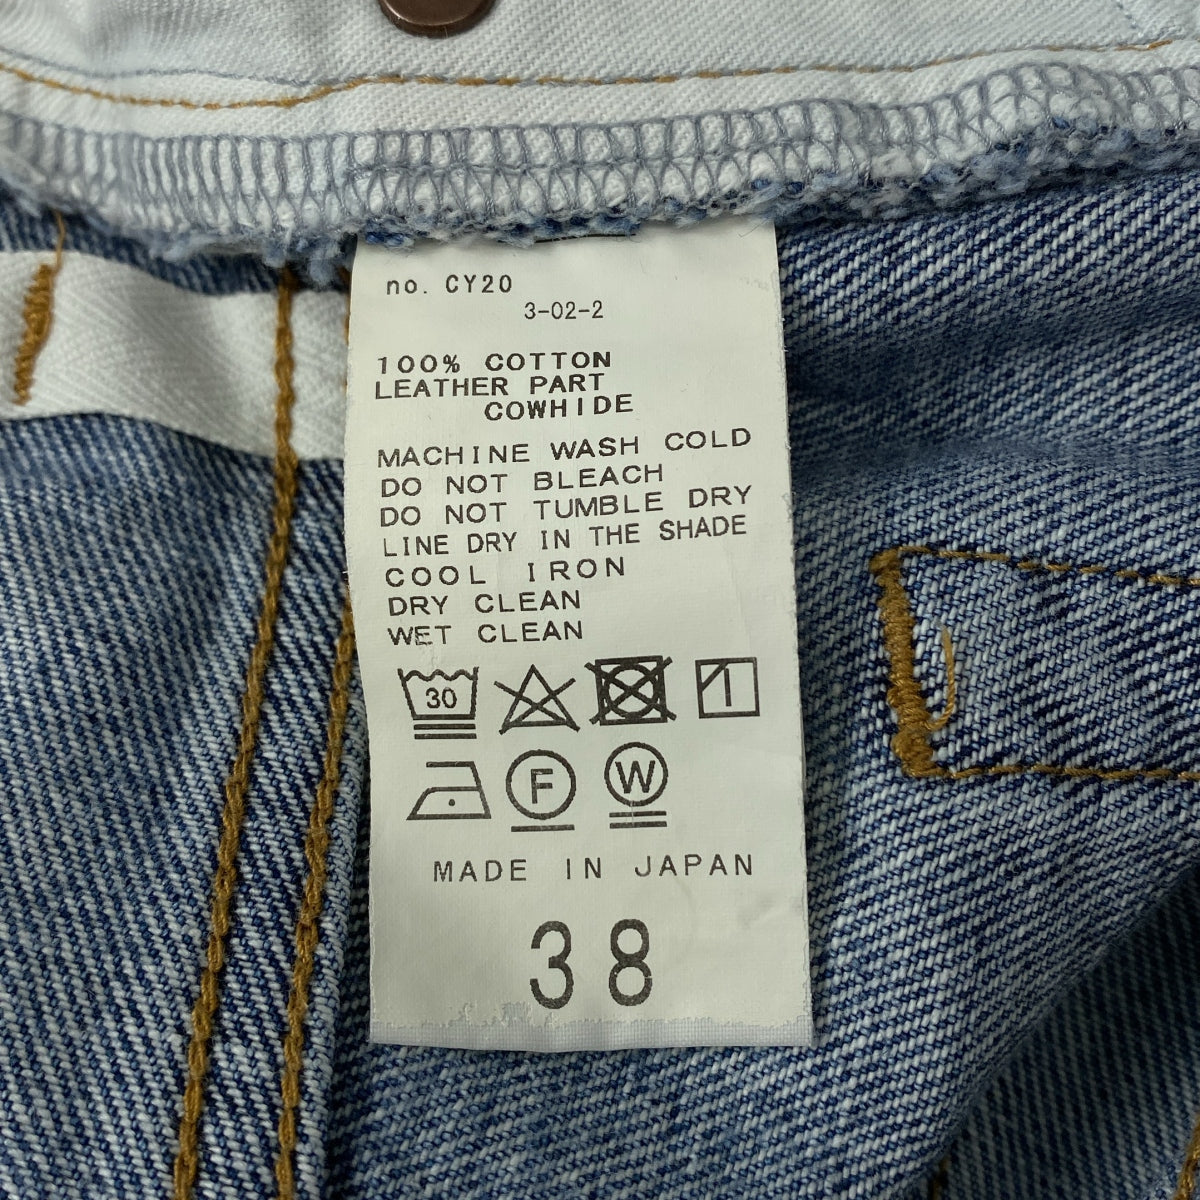 no. CY20
3-02-2
100% COTTON
LEATHER PART
COWHIDE
MACHINE WASH COLD
DO NOT BLEACH
DO NOT TUMBLE DRY
LINE DRY IN THE SHADE
COOL IRON
DRY CLEAN
WET CLEAN
30
F W
MADE IN JAPAN
38